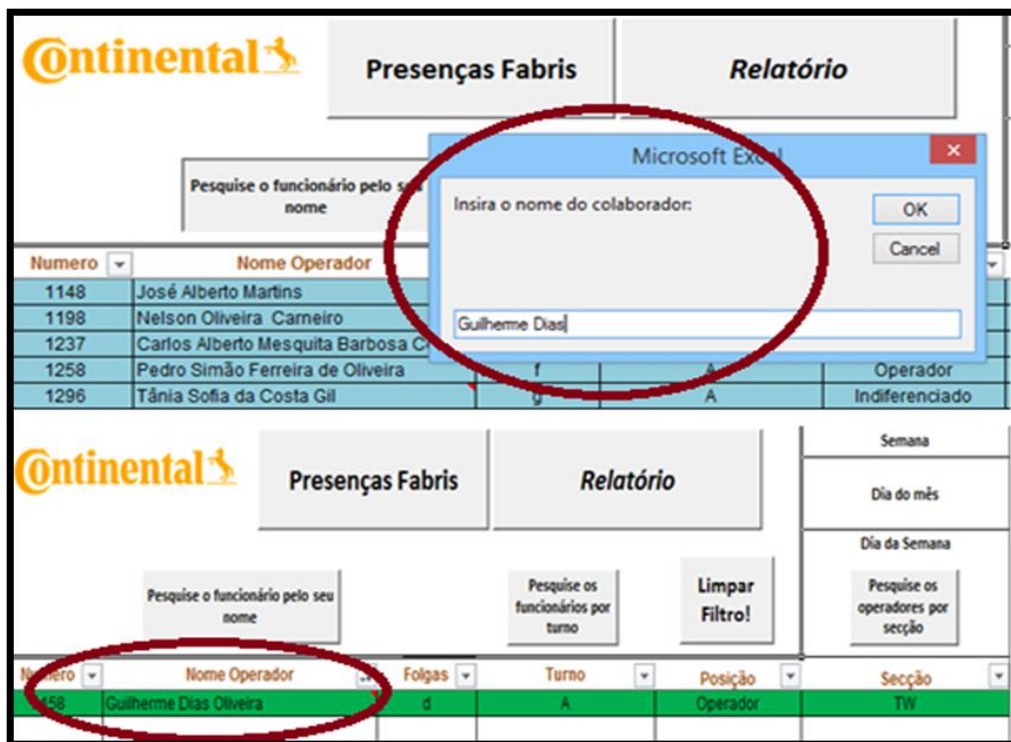 Continental
Presenças Fabris
Relatório
Microsoft Excel
Insira o nome do colaborador:
OK
Cancel
Guilherme Dias
Pesquise o funcionário pelo seu
nome
Numero Nome Operador
1148 José Alberto Martins
1198 Nelson Oliveira Carneiro
1237 Carlos Alberto Mesquita Barbosa
1258 Pedro Simão Ferreira de Oliveira f A Operador
1296 Tânia Sofia da Costa Gil g A Indiferenciado
Continental
Presenças Fabris
Relatório
Semana
Dia do mês
Dia da Semana
Pesquise o funcionário pelo seu
nome
Pesquise os
funcionários por
turno
Limpar
Filtro!
Pesquise os
operadores por
secção
Numero Nome Operador Folgas Turno Posição Secção
Guilherme Dias Oliveira d A Operador TW